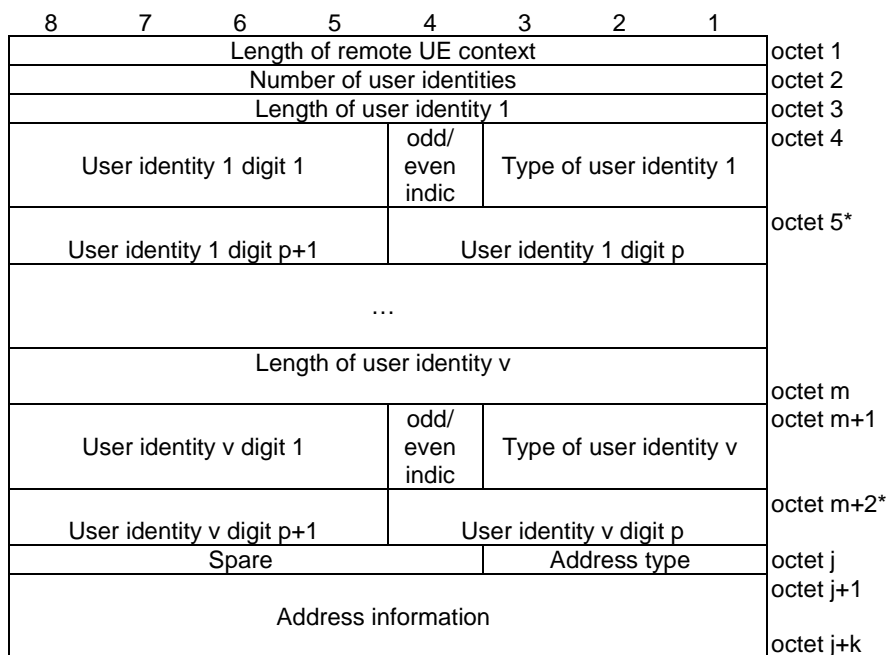 8 7 6 5 4 3 2 1
Length of remote UE context octet 1
Number of user identities octet 2
Length of user identity 1 octet 3
User identity 1 digit 1 odd/ even indic Type of user identity 1 octet 4
octet 5*
User identity 1 digit p+1 User identity 1 digit p
…
Length of user identity v
octet m
User identity v digit 1 odd/ even indic Type of user identity v octet m+1
octet m+2*
User identity v digit p+1 User identity v digit p
Spare Address type octet j
octet j+1
Address information
octet j+k